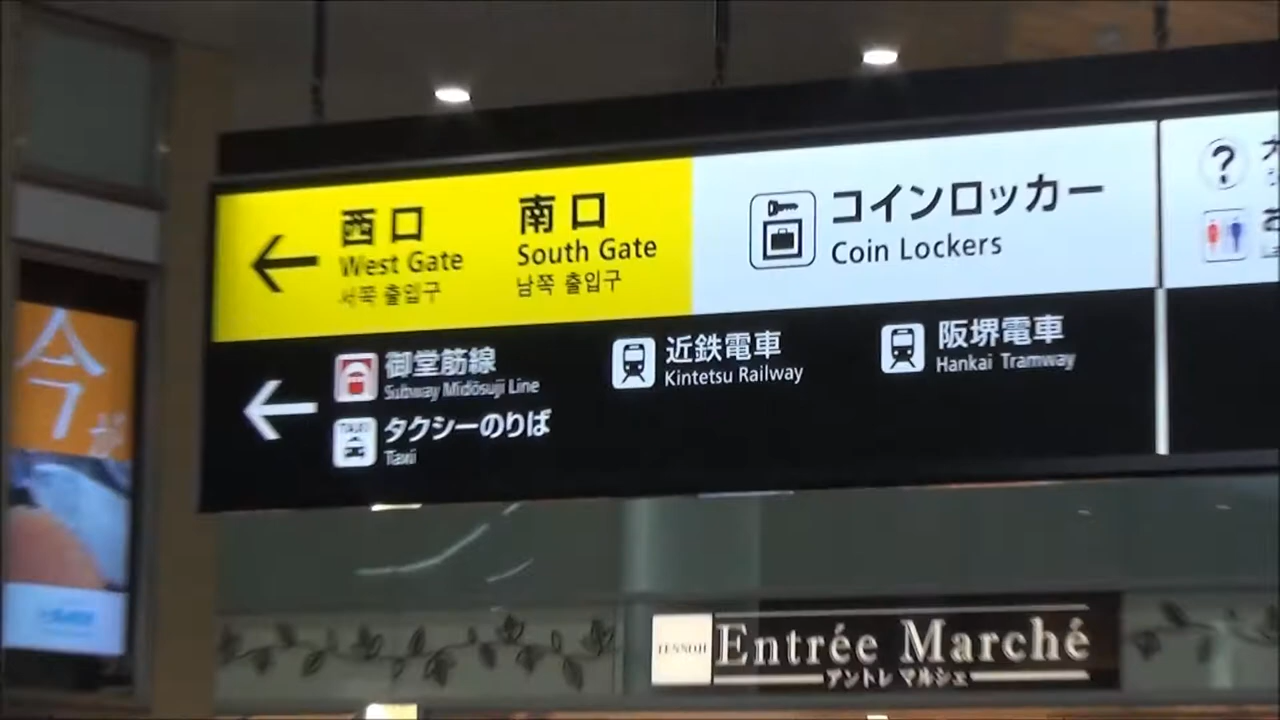 西口 南口
West Gate South Gate
서쪽 출입구 남쪽 출입구
コインロッカー
Coin Lockers
?
御堂筋線
Subway Midōsuji Line
近鉄電車
Kintetsu Railway
阪堺電車
Hankai Tramway
TAXI
タクシーのりば
Taxi
今
が
TENNOJI
Entrée Marché
アントレ マルシェ